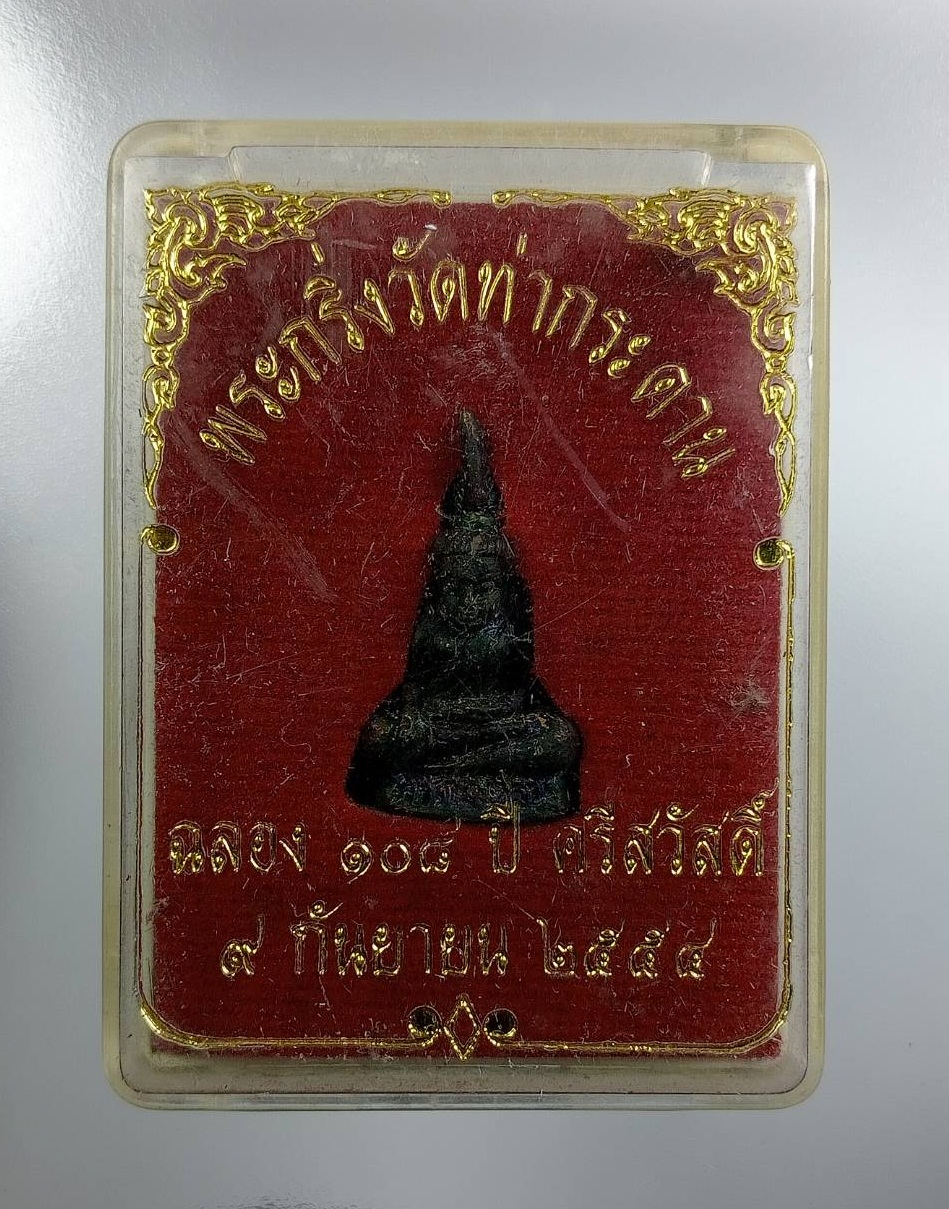 พระกริ่งวัดท่ากระดาน
ฉลอง ๑๐๘ ปี ศรีสวัสดิ์
๙ กันยายน ๒๕๕๔